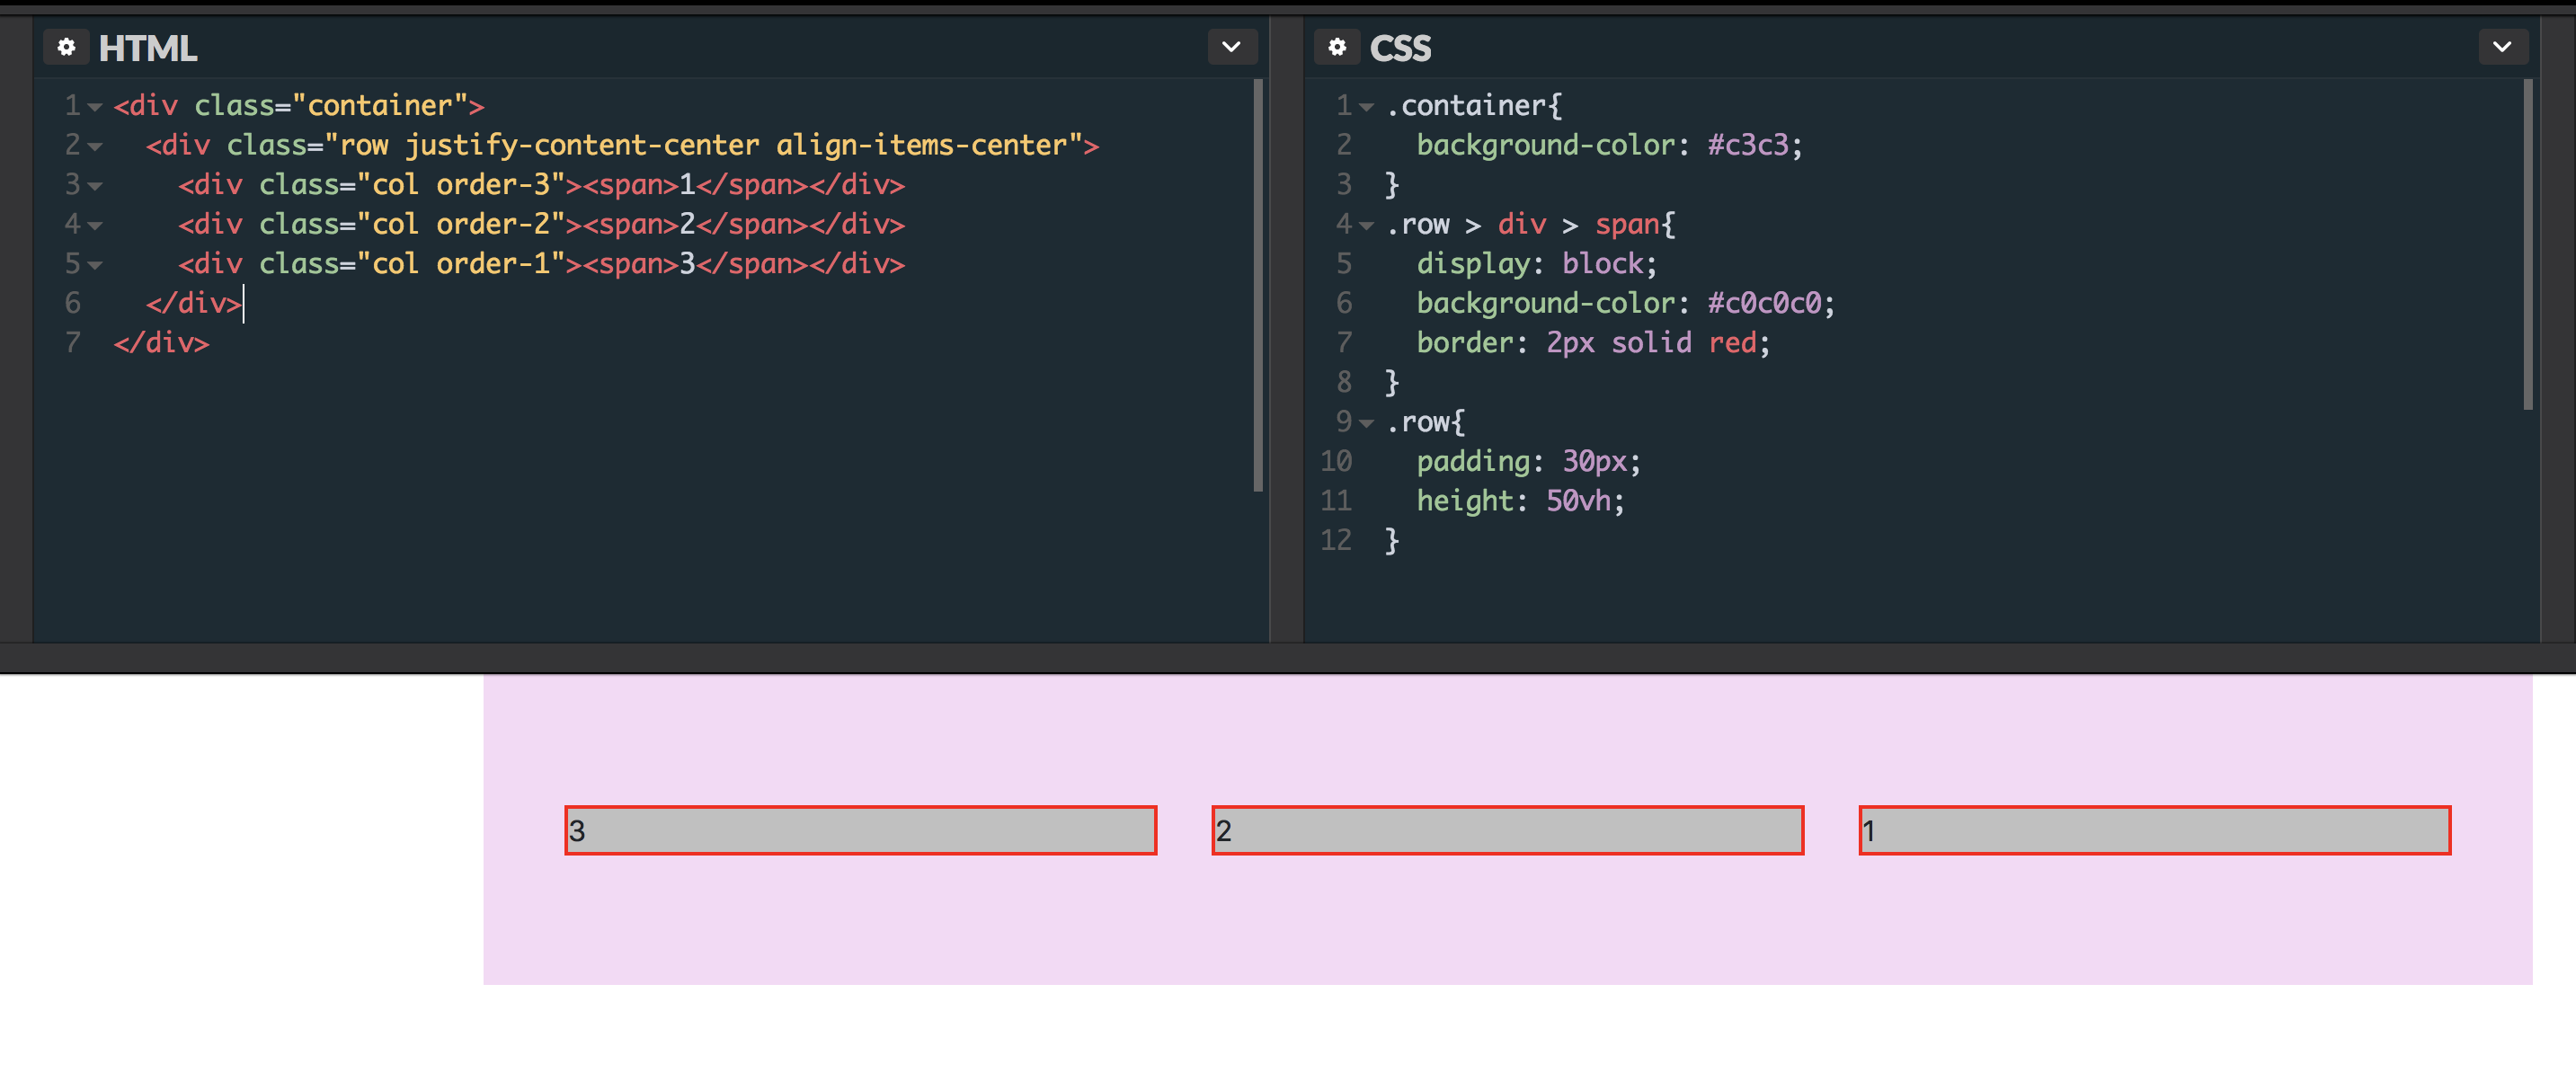 HTML
1 <div class="container">
2 <div class="row justify-content-center align-items-center">
3 <div class="col order-3"><span>1</span></div>
4 <div class="col order-2"><span>2</span></div>
5 <div class="col order-1"><span>3</span></div>
6 </div>
7 </div>
CSS
1 .container{
2 background-color: #c3c3;
3 }
4 .row > div > span{
5 display: block;
6 background-color: #c0c0c0;
7 border: 2px solid red;
8 }
9 .row{
10 padding: 30px;
11 height: 50vh;
12 }
3 2 1